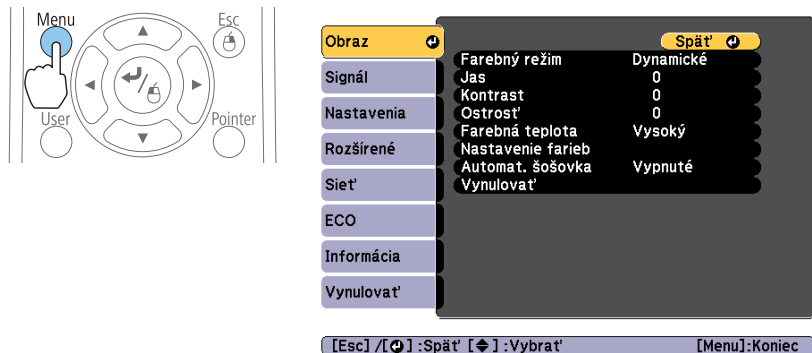 Menu
Esc
User
Pointer
Obraz
Signál
Nastavenia
Rozšírené
Sieť
ECO
Informácia
Vynulovať
Späť
Farebný režim Dynamické
Jas 0
Kontrast 0
Ostrosť 0
Farebná teplota Vysoký
Nastavenie farieb
Automat. šošovka Vypnuté
Vynulovať
[Esc] /[ ] :Späť [ ] :Vybrať [Menu]:Koniec